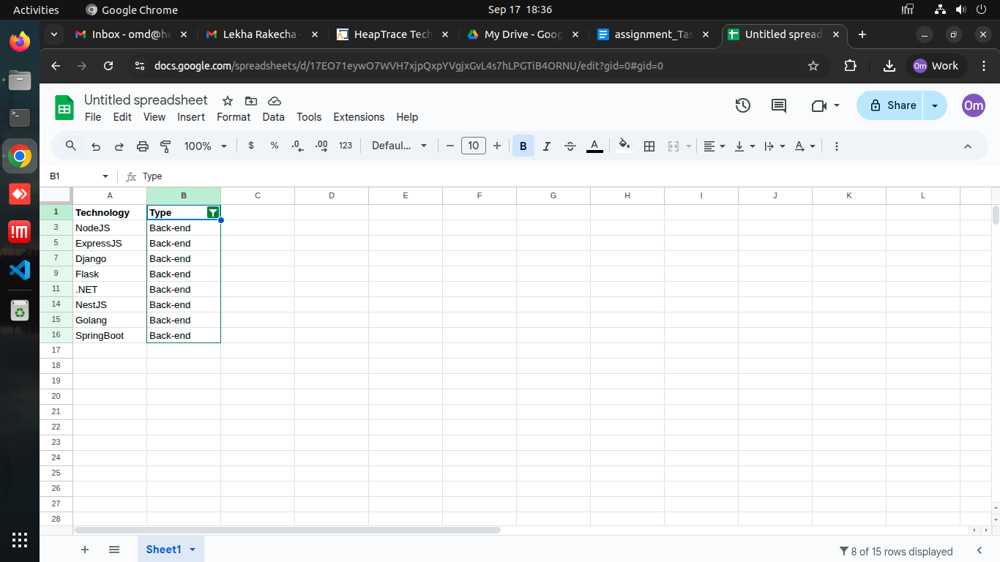 Activities Google Chrome Sep 17 18:36
Inbox - omd@he Lekha Rakecha - HeapTrace Tech My Drive - Goog assignment_Tas Untitled spread
docs.google.com/spreadsheets/d/17EO71eywO7WVH7xjpQxpYVgjxGvL4s7hLPGTiB4ORNU/edit?gid=0#gid=0 Om Work
Untitled spreadsheet
File Edit View Insert Format Data Tools Extensions Help Share Om
100% $ % .0 .00 123 Defaul... 10 B I S A
B1 fx Type
A B C D E F G H I J K L
1 Technology Type
3 NodeJS Back-end
5 ExpressJS Back-end
7 Django Back-end
9 Flask Back-end
11 .NET Back-end
14 NestJS Back-end
15 Golang Back-end
16 SpringBoot Back-end
17
18
19
20
21
22
23
24
25
26
27
28
Sheet1 8 of 15 rows displayed